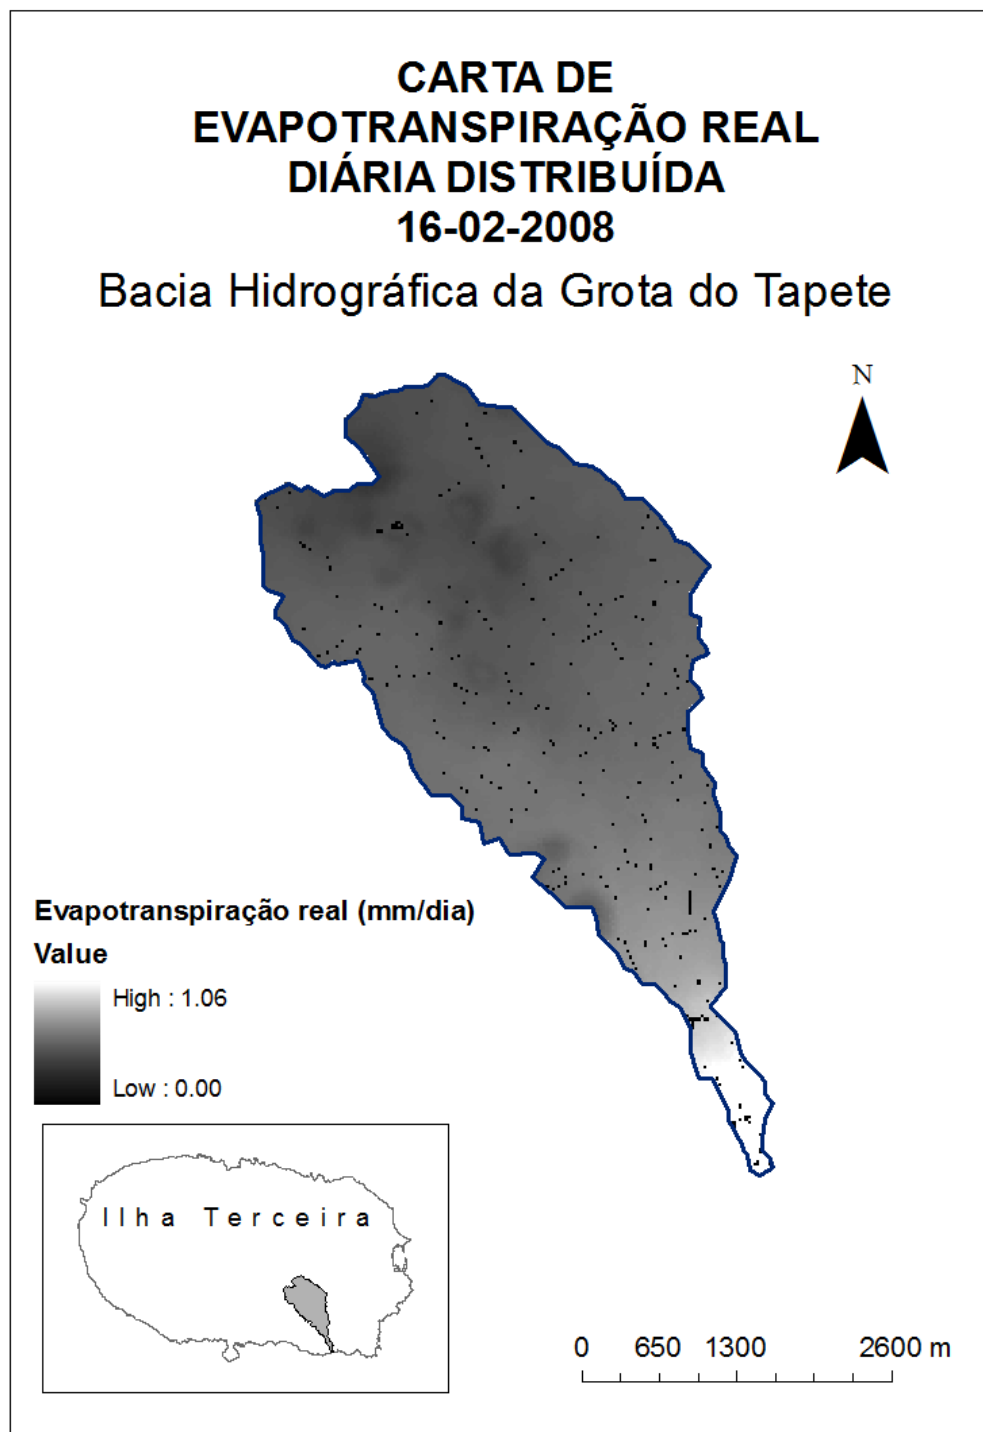 CARTA DE
EVAPOTRANSPIRAÇÃO REAL
DIÁRIA DISTRIBUÍDA
16-02-2008
Bacia Hidrográfica da Grota do Tapete
N
Evapotranspiração real (mm/dia)
Value
High : 1.06
Low : 0.00
Ilha Terceira
0 650 1300 2600 m